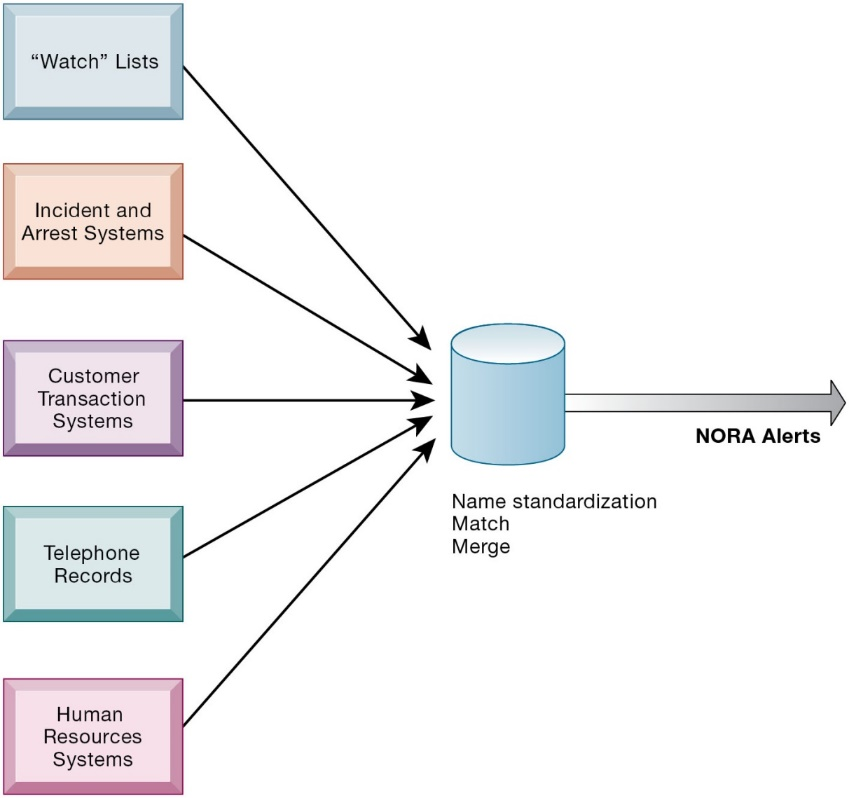 “Watch” Lists
Incident and
Arrest Systems
Customer
Transaction
Systems
Telephone
Records
Human
Resources
Systems
Name standardization
Match
Merge
NORA Alerts